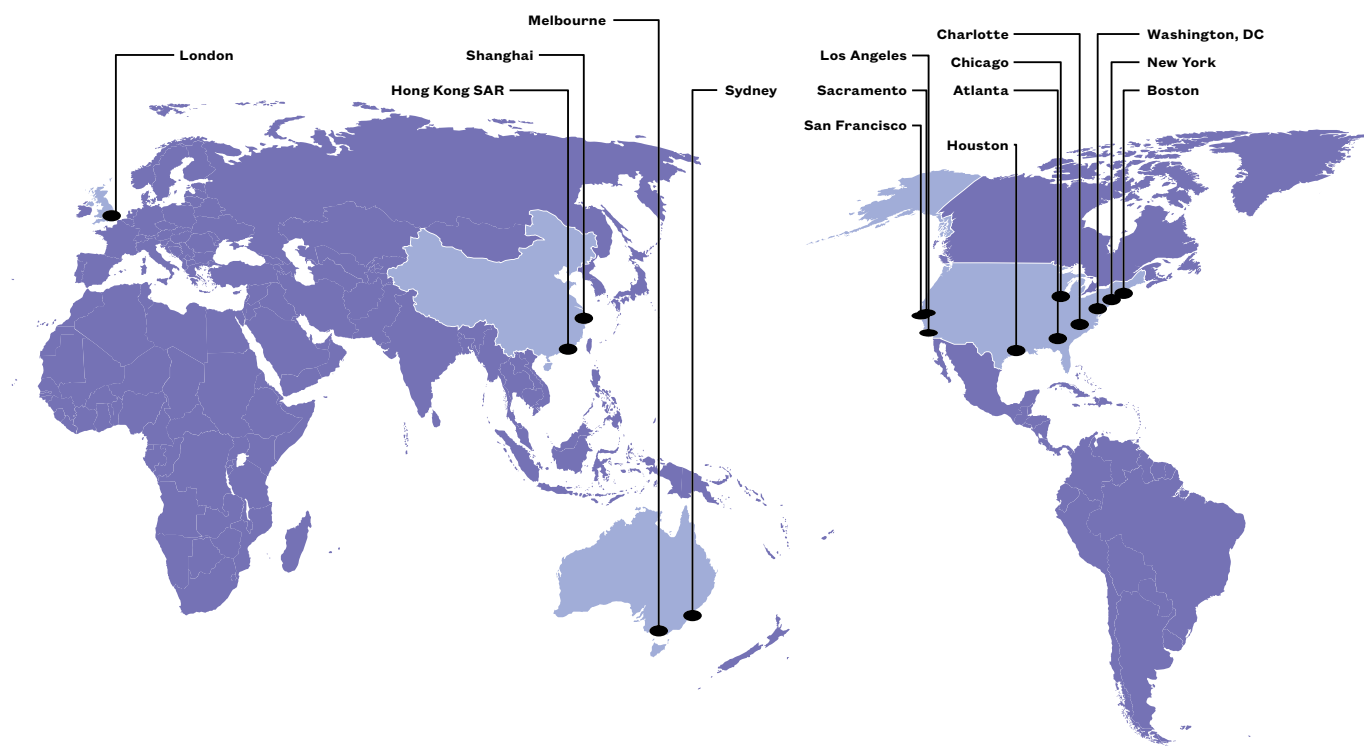 Melbourne
London
Shanghai
Hong Kong SAR
Sydney
Charlotte
Washington, DC
Los Angeles
Chicago
New York
Sacramento
Atlanta
Boston
San Francisco
Houston